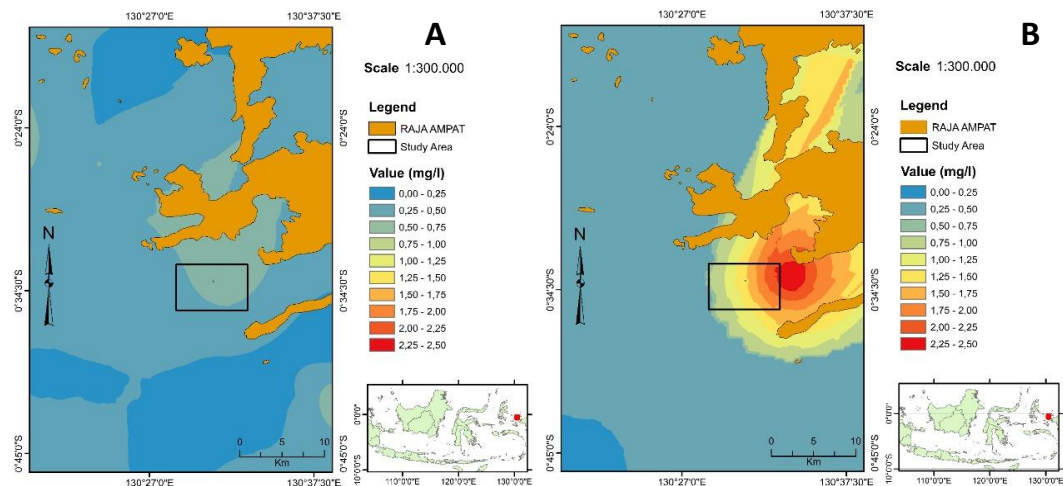 130°27'0"E 130°37'30"E
A
Scale 1:300.000
Legend
RAJA AMPAT
Study Area
Value (mg/l)
0,00 - 0,25
0,25 - 0,50
0,50 - 0,75
0,75 - 1,00
1,00 - 1,25
1,25 - 1,50
1,50 - 1,75
1,75 - 2,00
2,00 - 2,25
2,25 - 2,50
0°24'0"S 0°24'0"S
N
0°34'30"S 0°34'30"S
0°45'0"S 0°45'0"S
0 5 10
Km
130°27'0"E 130°37'30"E
0°0'0"
10°0'0"S
110°0'0"E 120°0'0"E 130°0'0"E
130°27'0"E 130°37'30"E
B
Scale 1:300.000
Legend
RAJA AMPAT
Study Area
Value (mg/l)
0,00 - 0,25
0,25 - 0,50
0,50 - 0,75
0,75 - 1,00
1,00 - 1,25
1,25 - 1,50
1,50 - 1,75
1,75 - 2,00
2,00 - 2,25
2,25 - 2,50
0°24'0"S 0°24'0"S
N
0°34'30"S 0°34'30"S
0°45'0"S 0°45'0"S
0 5 10
Km
130°27'0"E 130°37'30"E
0°0'0"
10°0'0"S
110°0'0"E 120°0'0"E 130°0'0"E